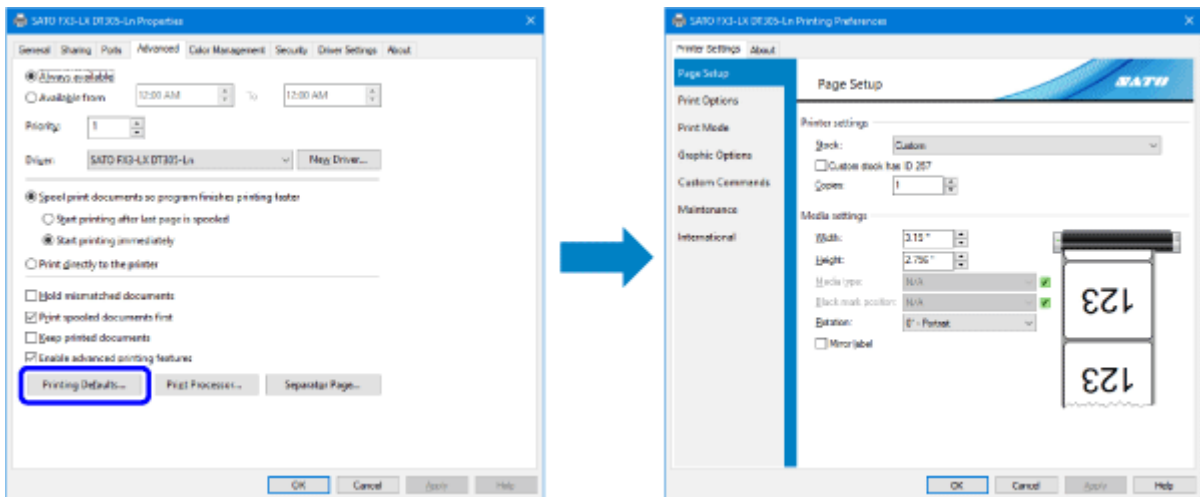 SATO FX3-LX DT305-Ln Properties
General Sharing Ports Advanced Color Management Security Driver Settings About
Always available
Available from 12:00 AM To 12:00 AM
Priority: 1
Driver: SATO FX3-LX DT305-Ln New Driver...
Spool print documents so program finishes printing faster
Start printing after last page is spooled
Start printing immediately
Print directly to the printer
Hold mismatched documents
Print spooled documents first
Keep printed documents
Enable advanced printing features
Printing Defaults... Print Processor... Separator Page...
OK Cancel Apply Help
SATO FX3-LX DT305-Ln Printing Preferences
Printer Settings About
Page Setup
Print Options
Print Mode
Graphic Options
Custom Commands
Maintenance
International
Page Setup SATO
Printer settings
Stock: Custom
Custom stock has ID 267
Copies: 1
Media settings
Width: 3.15 "
Height: 2.756 "
Media type: N/A
Black mark position: N/A
Rotation: 0° - Portrait
Mirror label
123
123
OK Cancel Apply Help